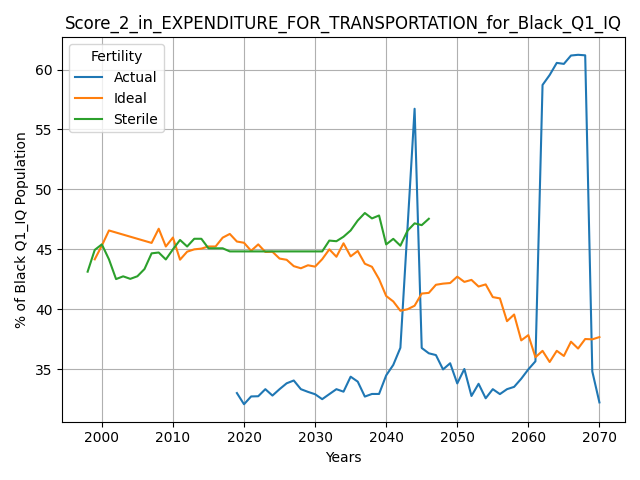 Score_2_in_EXPENDITURE_FOR_TRANSPORTATION_for_Black_Q1_IQ
Fertility
Actual
Ideal
Sterile
% of Black Q1_IQ Population
60
55
50
45
40
35
2000 2010 2020 2030 2040 2050 2060 2070
Years